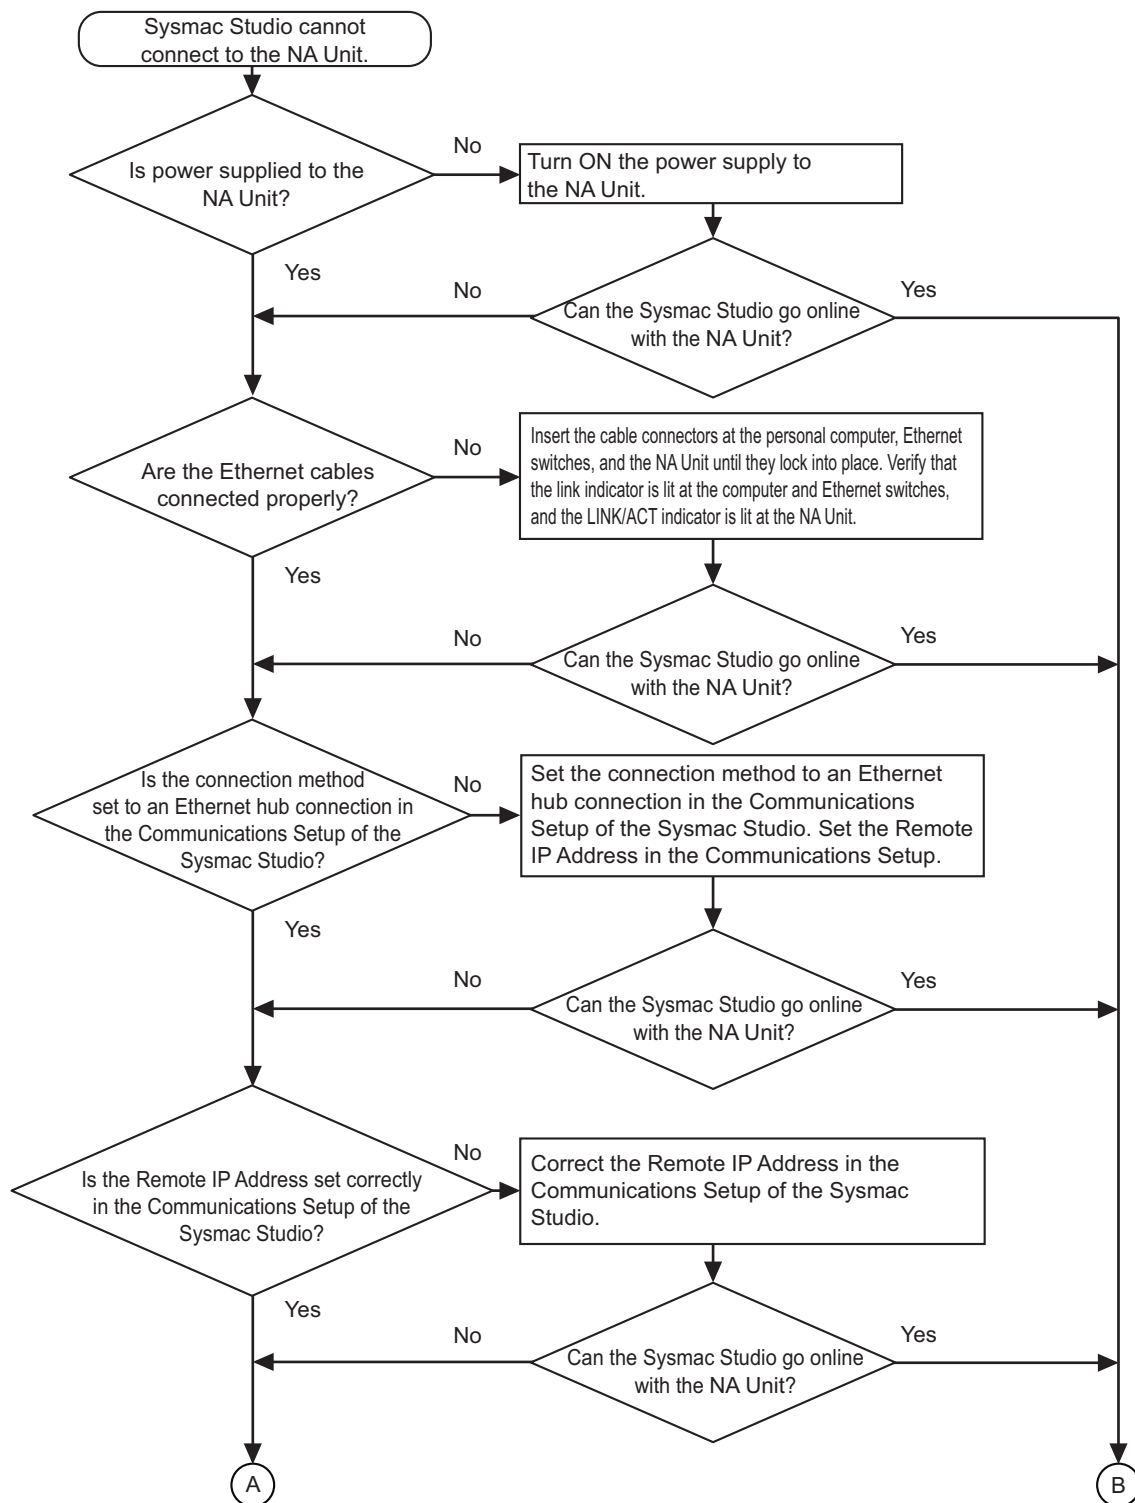 Sysmac Studio cannot
connect to the NA Unit.
Is power supplied to the
NA Unit?
No
Turn ON the power supply to
the NA Unit.
Yes
No
Can the Sysmac Studio go online
with the NA Unit?
Yes
Are the Ethernet cables
connected properly?
No
Insert the cable connectors at the personal computer, Ethernet
switches, and the NA Unit until they lock into place. Verify that
the link indicator is lit at the computer and Ethernet switches,
and the LINK/ACT indicator is lit at the NA Unit.
Yes
No
Can the Sysmac Studio go online
with the NA Unit?
Yes
Is the connection method
set to an Ethernet hub connection in
the Communications Setup of the
Sysmac Studio?
No
Set the connection method to an Ethernet
hub connection in the Communications
Setup of the Sysmac Studio. Set the Remote
IP Address in the Communications Setup.
Yes
No
Can the Sysmac Studio go online
with the NA Unit?
Yes
Is the Remote IP Address set correctly
in the Communications Setup of the
Sysmac Studio?
No
Correct the Remote IP Address in the
Communications Setup of the Sysmac
Studio.
Yes
No
Can the Sysmac Studio go online
with the NA Unit?
Yes
A
B